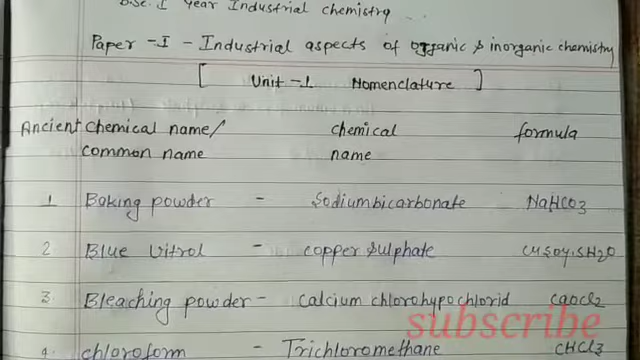 B.Sc. I Year Industrial chemistry
Paper - I - Industrial aspects of organic & inorganic chemistry
[ Unit - 1 Nomenclature ]
Ancient chemical name/ chemical formula
common name name
1 Baking powder - Sodiumbicarbonate NaHCO3
2 Blue Vitrol - copper sulphate CuSO4.5H2O
3. Bleaching powder - calcium chlorohypochlorid caocl2
4. chloroform - Trichloromethane CHCl3
subscribe